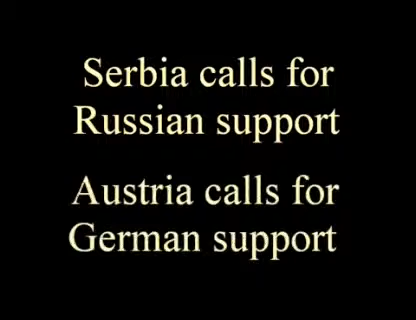 Serbia calls for
Russian support
Austria calls for
German support